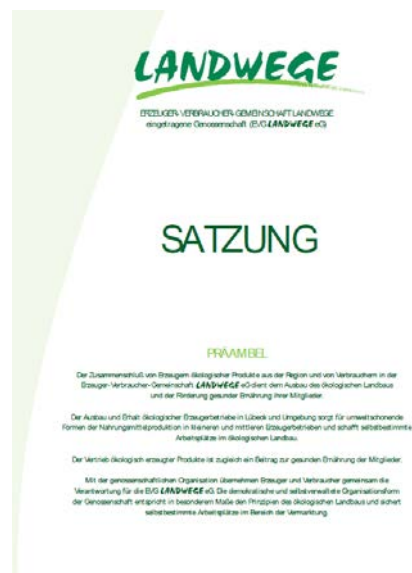 LANDWEGE
ERZEUGER-VERBRAUCHER-GEMEINSCHAFT LANDWEGE
eingetragene Genossenschaft (EVG LANDWEGE eG)
SATZUNG
PRÄAMBEL
Der Zusammenschluß von Erzeugern ökologischer Produkte aus der Region und von Verbrauchern in der
Erzeuger-Verbraucher-Gemeinschaft LANDWEGE eG dient dem Ausbau des ökologischen Landbaus
und der Förderung gesunder Ernährung ihrer Mitglieder.
Der Ausbau und Erhalt ökologischer Erzeugerbetriebe in Lübeck und Umgebung sorgt für umweltschonende
Formen der Nahrungsmittelproduktion in kleineren und mittleren Erzeugerbetrieben und schafft selbstbestimmte
Arbeitsplätze im ökologischen Landbau.
Der Vertrieb ökologisch erzeugter Produkte ist zugleich ein Beitrag zur gesunden Ernährung der Mitglieder.
Mit der genossenschaftlichen Organisation übernehmen Erzeuger und Verbraucher gemeinsam die
Verantwortung für die EVG LANDWEGE eG. Die demokratische und selbstverwaltete Organisationsform
der Genossenschaft entspricht in besonderem Maße den Prinzipien des ökologischen Landbaus und sichert
selbstbestimmte Arbeitsplätze im Bereich der Vermarktung.